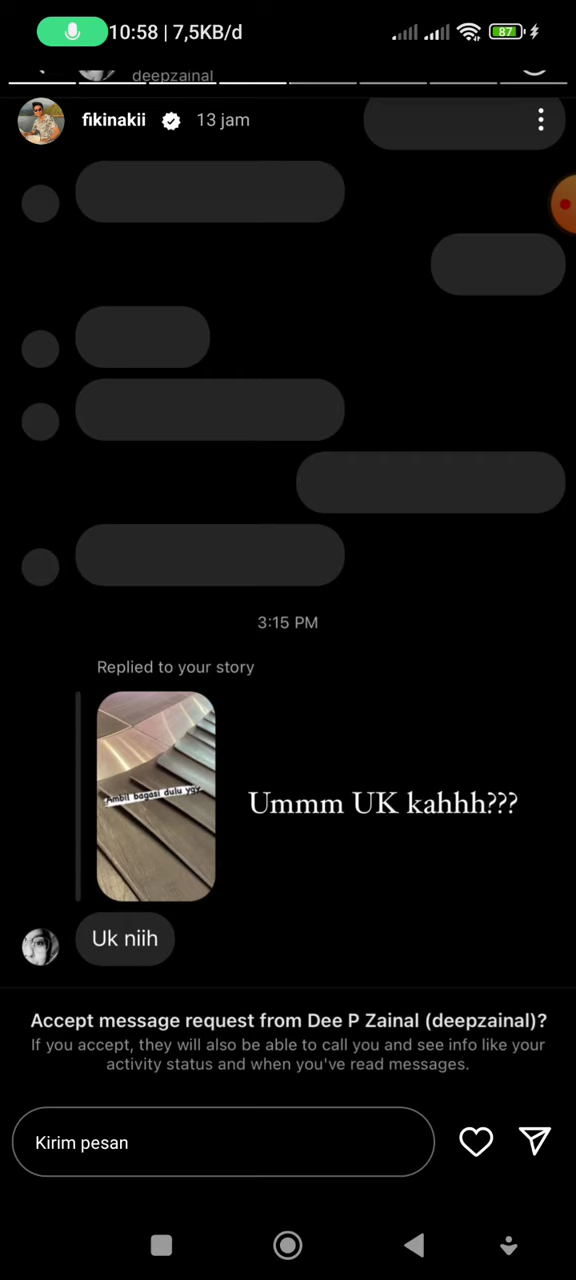 10:58 | 7,5KB/d
87
deepzainal
fikinakii 13 jam
3:15 PM
Replied to your story
Ambil bagasi dulu ygy
Ummm UK kahhh???
Uk niih
Accept message request from Dee P Zainal (deepzainal)?
If you accept, they will also be able to call you and see info like your
activity status and when you've read messages.
Kirim pesan